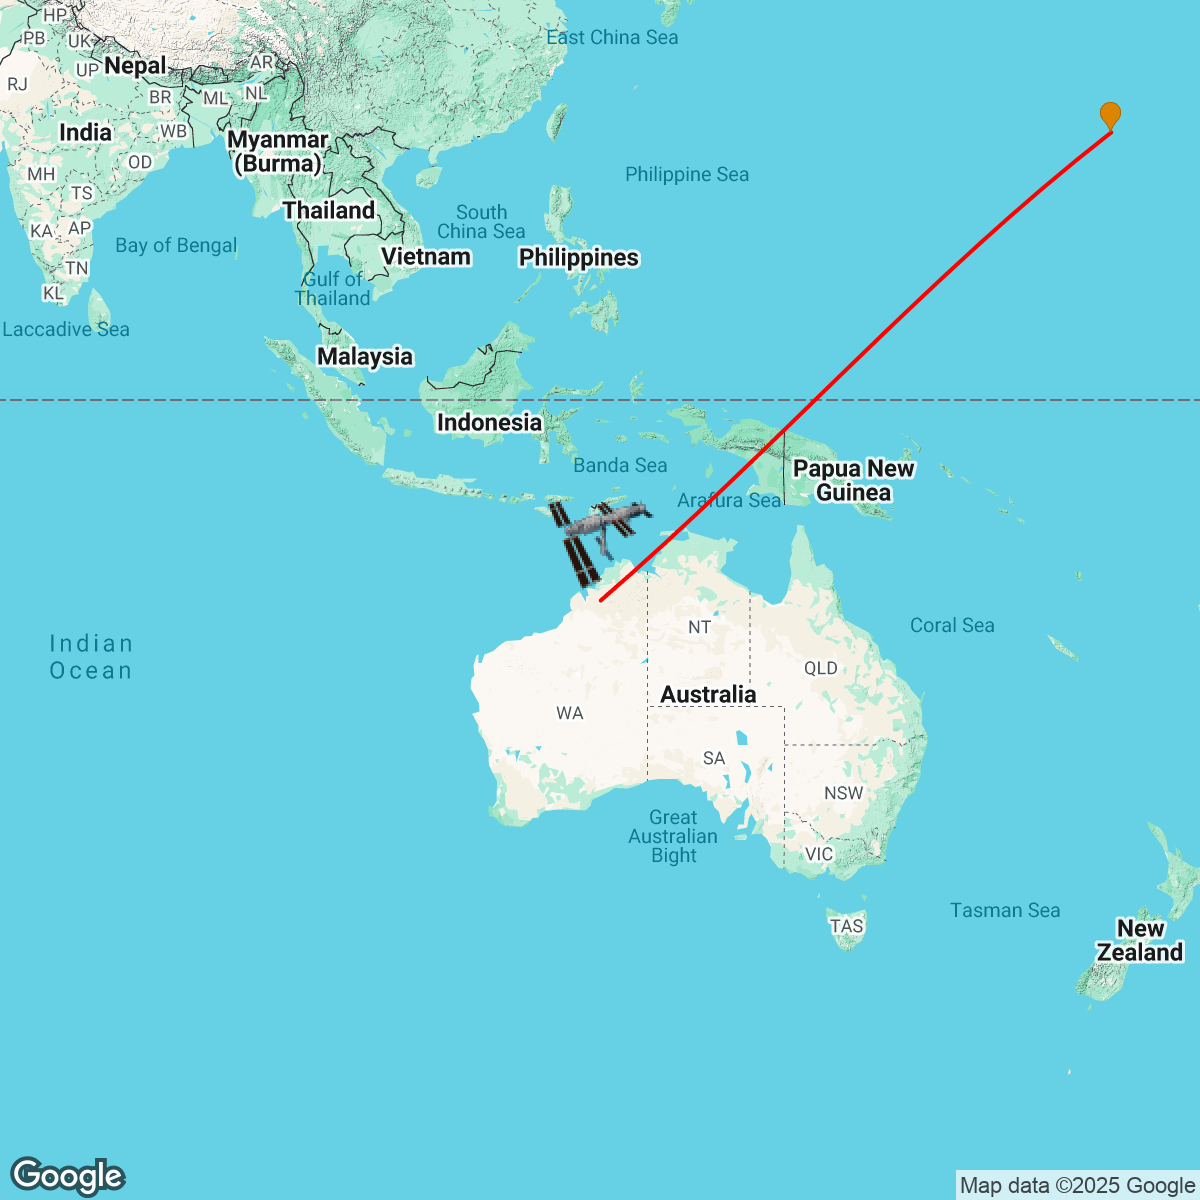 HP
PB
UK
East China Sea
Nepal
AR
UP
RJ
BR
ML
NL
India
WB
Myanmar
(Burma)
MH
OD
Philippine Sea
TS
Thailand
South
China Sea
KA
AP
Bay of Bengal
Vietnam
Philippines
TN
Gulf of
Thailand
KL
Laccadive Sea
Malaysia
Indonesia
Banda Sea
Papua New
Guinea
Arafura Sea
Indian
Ocean
NT
Coral Sea
QLD
Australia
WA
SA
NSW
Great
Australian
Bight
VIC
Tasman Sea
TAS
New
Zealand
Google
Map data ©2025 Google